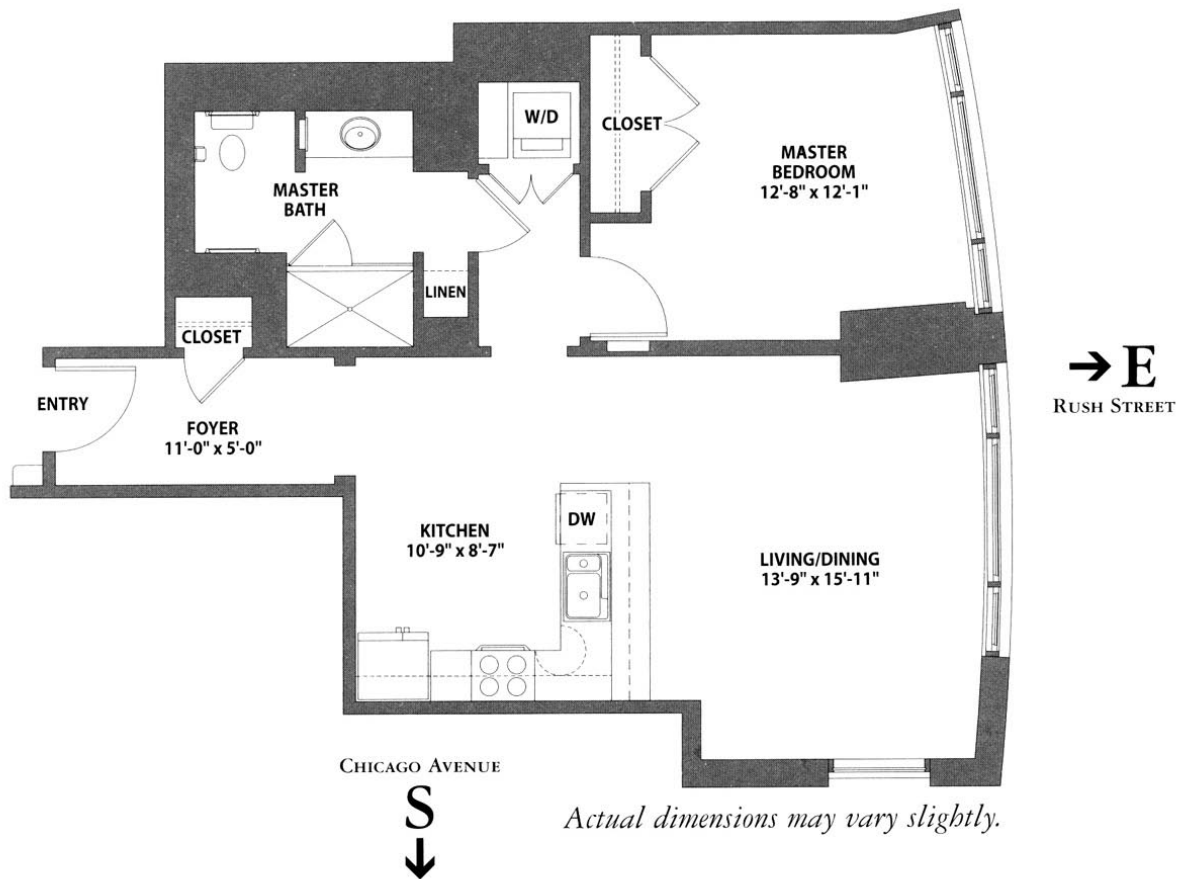 W/D
CLOSET
MASTER
BEDROOM
12'-8" x 12'-1"
MASTER
BATH
LINEN
CLOSET
ENTRY
FOYER
11'-0" x 5'-0"
→ E
RUSH STREET
KITCHEN
10'-9" x 8'-7"
DW
LIVING/DINING
13'-9" x 15'-11"
CHICAGO AVENUE
S
↓
Actual dimensions may vary slightly.